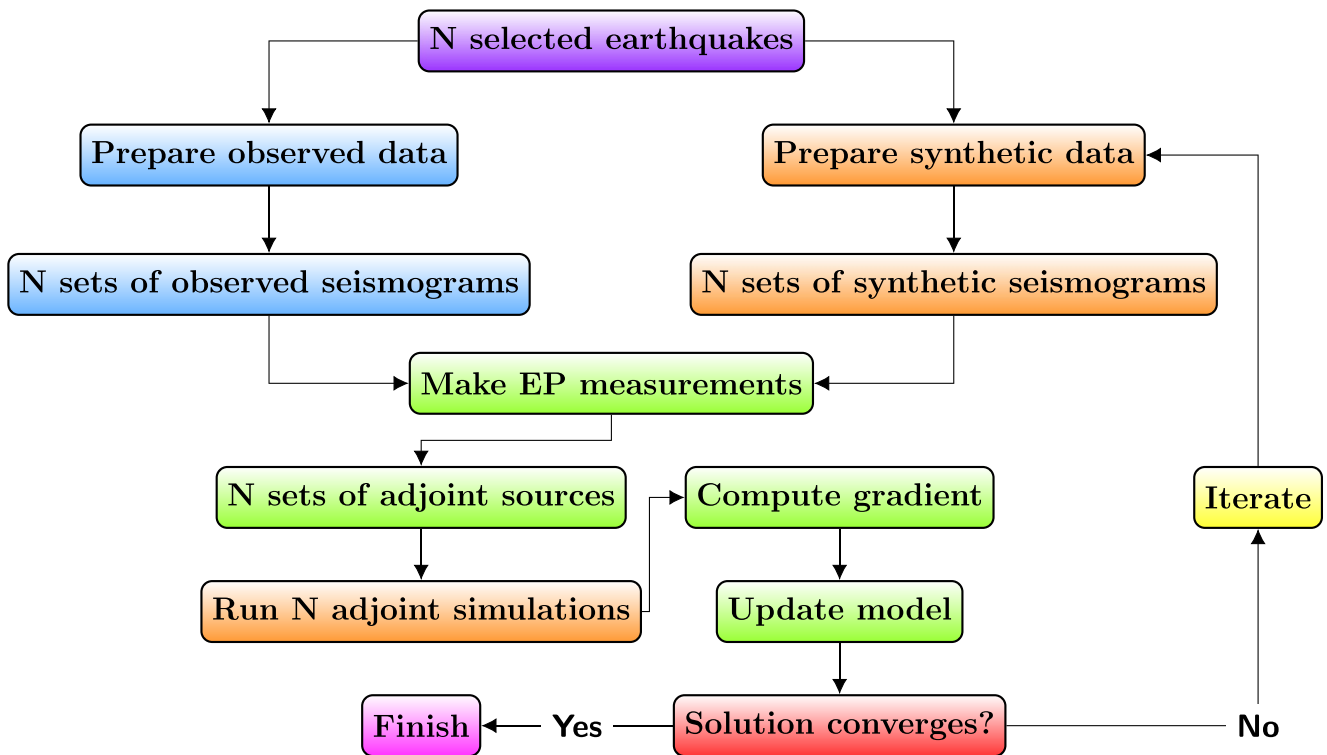 N selected earthquakes
Prepare observed data
Prepare synthetic data
N sets of observed seismograms
N sets of synthetic seismograms
Make EP measurements
N sets of adjoint sources
Compute gradient
Iterate
Run N adjoint simulations
Update model
Finish
Yes
Solution converges?
No